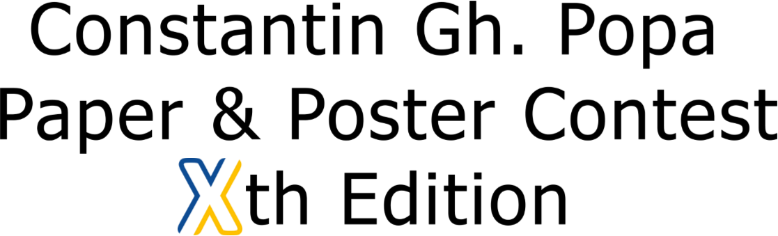 Constantin Gh. Popa
Paper & Poster Contest
Xth Edition